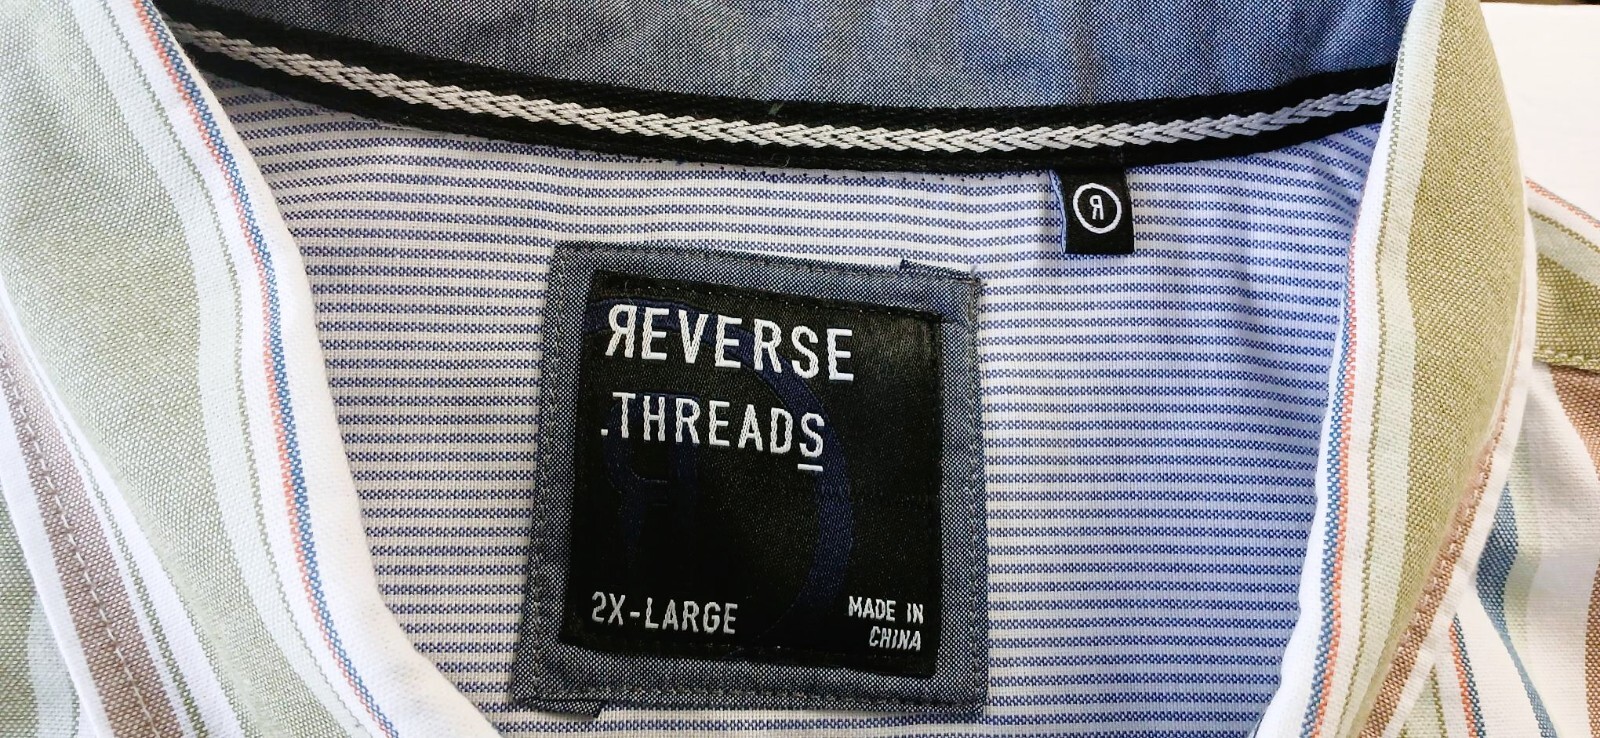 Я
ЯEVERSE
.THREADS
2X-LARGE
MADE IN
CHINA